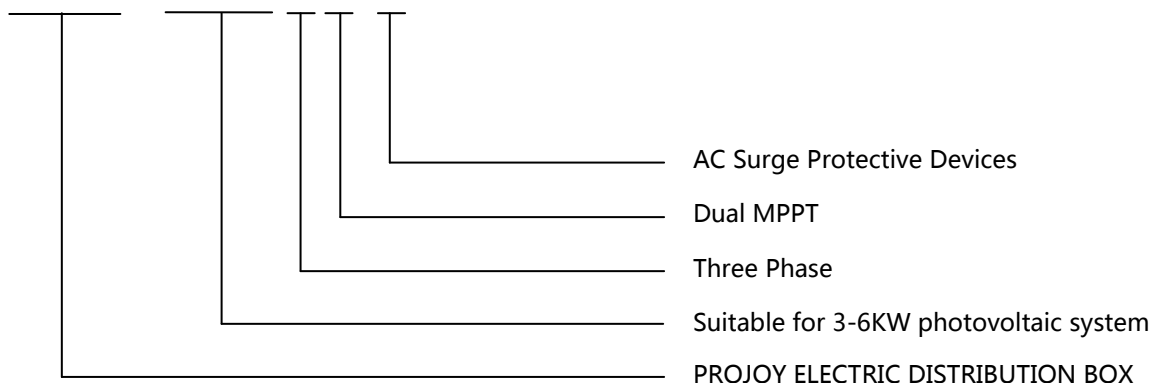 AC Surge Protective Devices
Dual MPPT
Three Phase
Suitable for 3-6KW photovoltaic system
PROJOY ELECTRIC DISTRIBUTION BOX